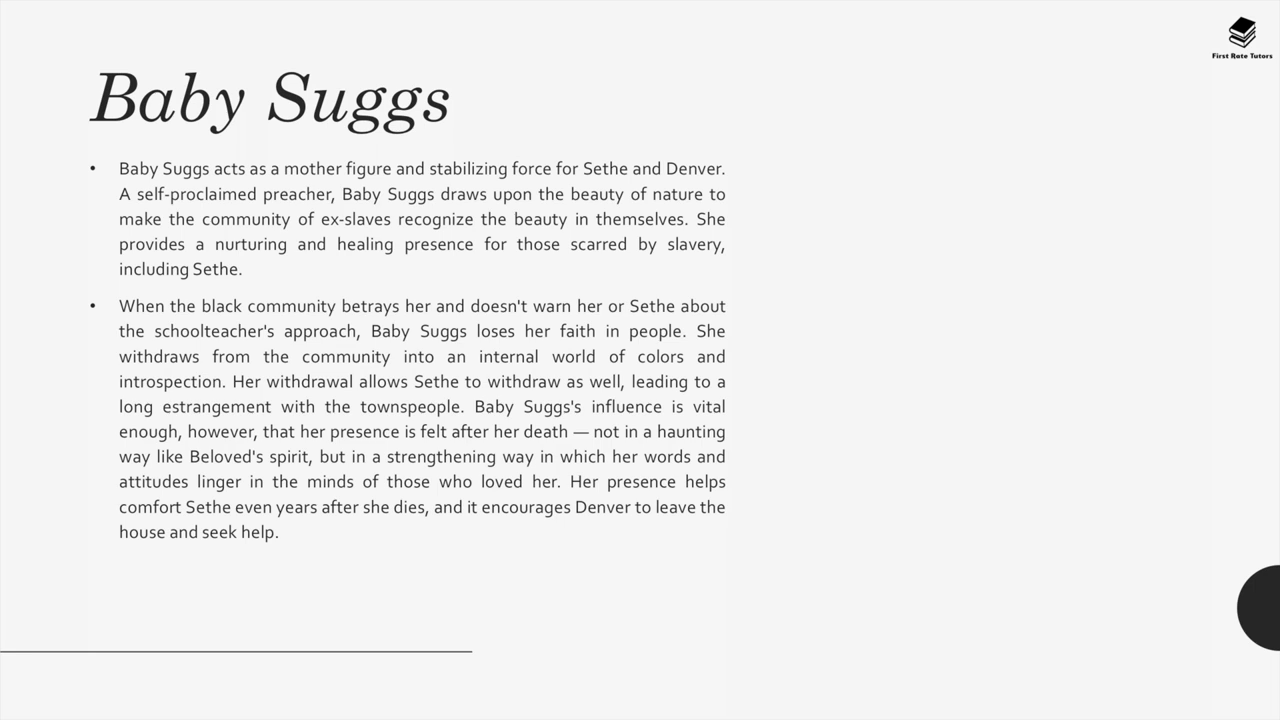 First Rate Tutors
Baby Suggs
• Baby Suggs acts as a mother figure and stabilizing force for Sethe and Denver.
A self-proclaimed preacher, Baby Suggs draws upon the beauty of nature to
make the community of ex-slaves recognize the beauty in themselves. She
provides a nurturing and healing presence for those scarred by slavery,
including Sethe.
• When the black community betrays her and doesn't warn her or Sethe about
the schoolteacher's approach, Baby Suggs loses her faith in people. She
withdraws from the community into an internal world of colors and
introspection. Her withdrawal allows Sethe to withdraw as well, leading to a
long estrangement with the townspeople. Baby Suggs's influence is vital
enough, however, that her presence is felt after her death — not in a haunting
way like Beloved's spirit, but in a strengthening way in which her words and
attitudes linger in the minds of those who loved her. Her presence helps
comfort Sethe even years after she dies, and it encourages Denver to leave the
house and seek help.